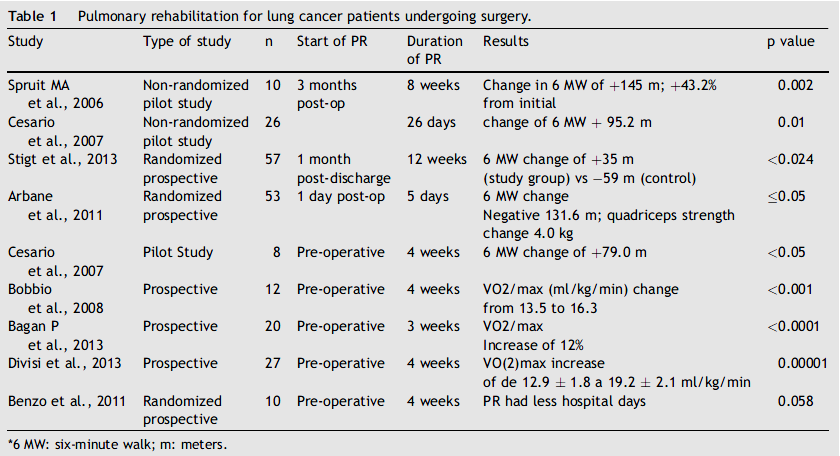 Table 1 Pulmonary rehabilitation for lung cancer patients undergoing surgery.
Study Type of study n Start of PR Duration of PR Results p value
Spruit MA et al., 2006 Non-randomized pilot study 10 3 months post-op 8 weeks Change in 6 MW of +145 m; +43.2% from initial 0.002
Cesario et al., 2007 Non-randomized pilot study 26 26 days change of 6 MW + 95.2 m 0.01
Stigt et al., 2013 Randomized prospective 57 1 month post-discharge 12 weeks 6 MW change of +35 m (study group) vs −59 m (control) <0.024
Arbane et al., 2011 Randomized prospective 53 1 day post-op 5 days 6 MW change Negative 131.6 m; quadriceps strength change 4.0 kg ≤0.05
Cesario et al., 2007 Pilot Study 8 Pre-operative 4 weeks 6 MW change of +79.0 m <0.05
Bobbio et al., 2008 Prospective 12 Pre-operative 4 weeks VO2/max (ml/kg/min) change from 13.5 to 16.3 <0.001
Bagan P et al., 2013 Prospective 20 Pre-operative 3 weeks VO2/max Increase of 12% <0.0001
Divisi et al., 2013 Prospective 27 Pre-operative 4 weeks VO(2)max increase of de 12.9 ± 1.8 a 19.2 ± 2.1 ml/kg/min 0.00001
Benzo et al., 2011 Randomized prospective 10 Pre-operative 4 weeks PR had less hospital days 0.058
*6 MW: six-minute walk; m: meters.